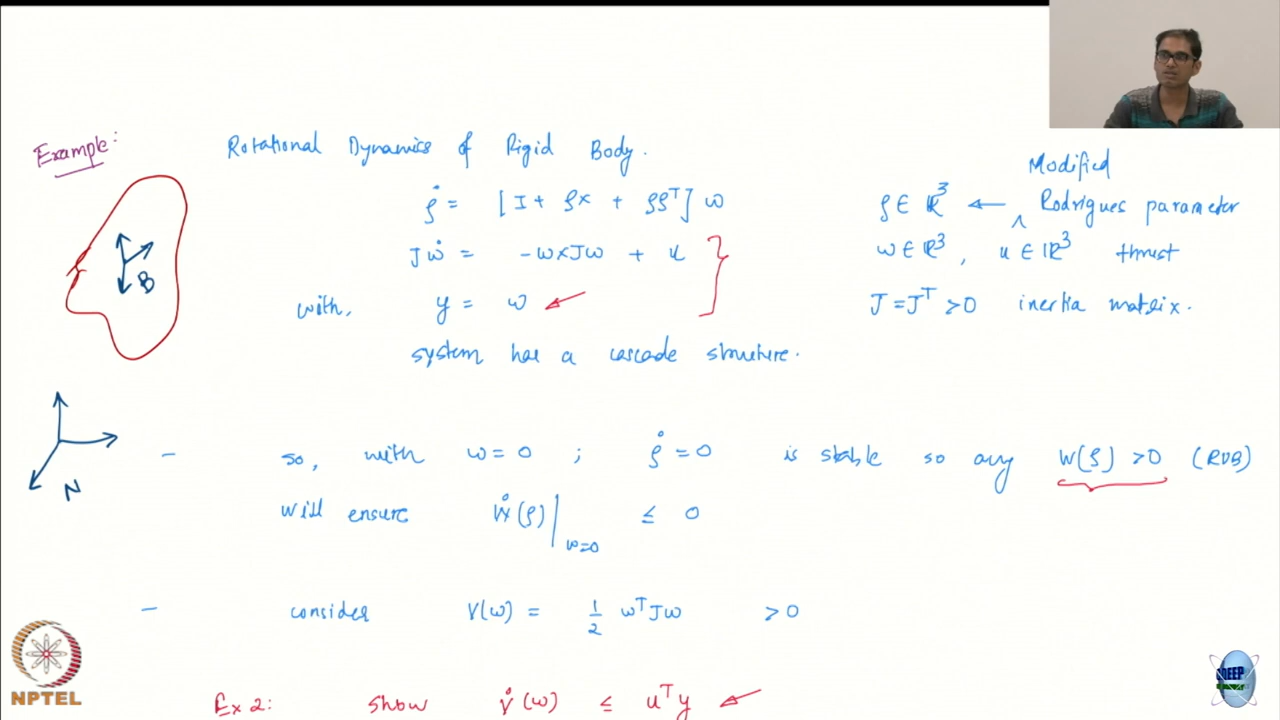 Example: Rotational Dynamics of Rigid Body.
Modified
ρ̇ = [I + ρ× + ρρᵀ] ω    ρ ∈ ℝ³ ← Rodrigues parameter
Jω̇ = -ω×Jω + u    ω ∈ ℝ³, u ∈ ℝ³ thrust
with, y = ω    J = Jᵀ > 0 inertia matrix.
B
system has a cascade structure.
N
- so, with ω=0 ; ρ̇ = 0 is stable so any W(ρ) > 0 (RUB)
will ensure Ẇ(ρ)|ω=0 ≤ 0
- consider V(ω) = 1/2 ωᵀJω > 0
Ex 2: show V̇(ω) ≤ uᵀy
NPTEL